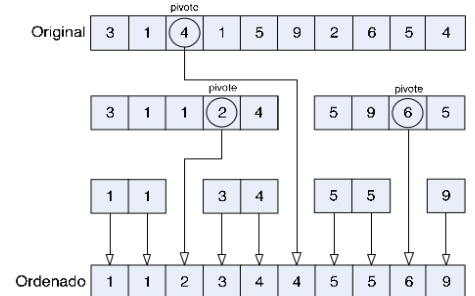 pivote
Original 3 1 4 1 5 9 2 6 5 4
pivote pivote
3 1 1 2 4 5 9 6 5
1 1 3 4 5 5 9
Ordenado 1 1 2 3 4 4 5 5 6 9